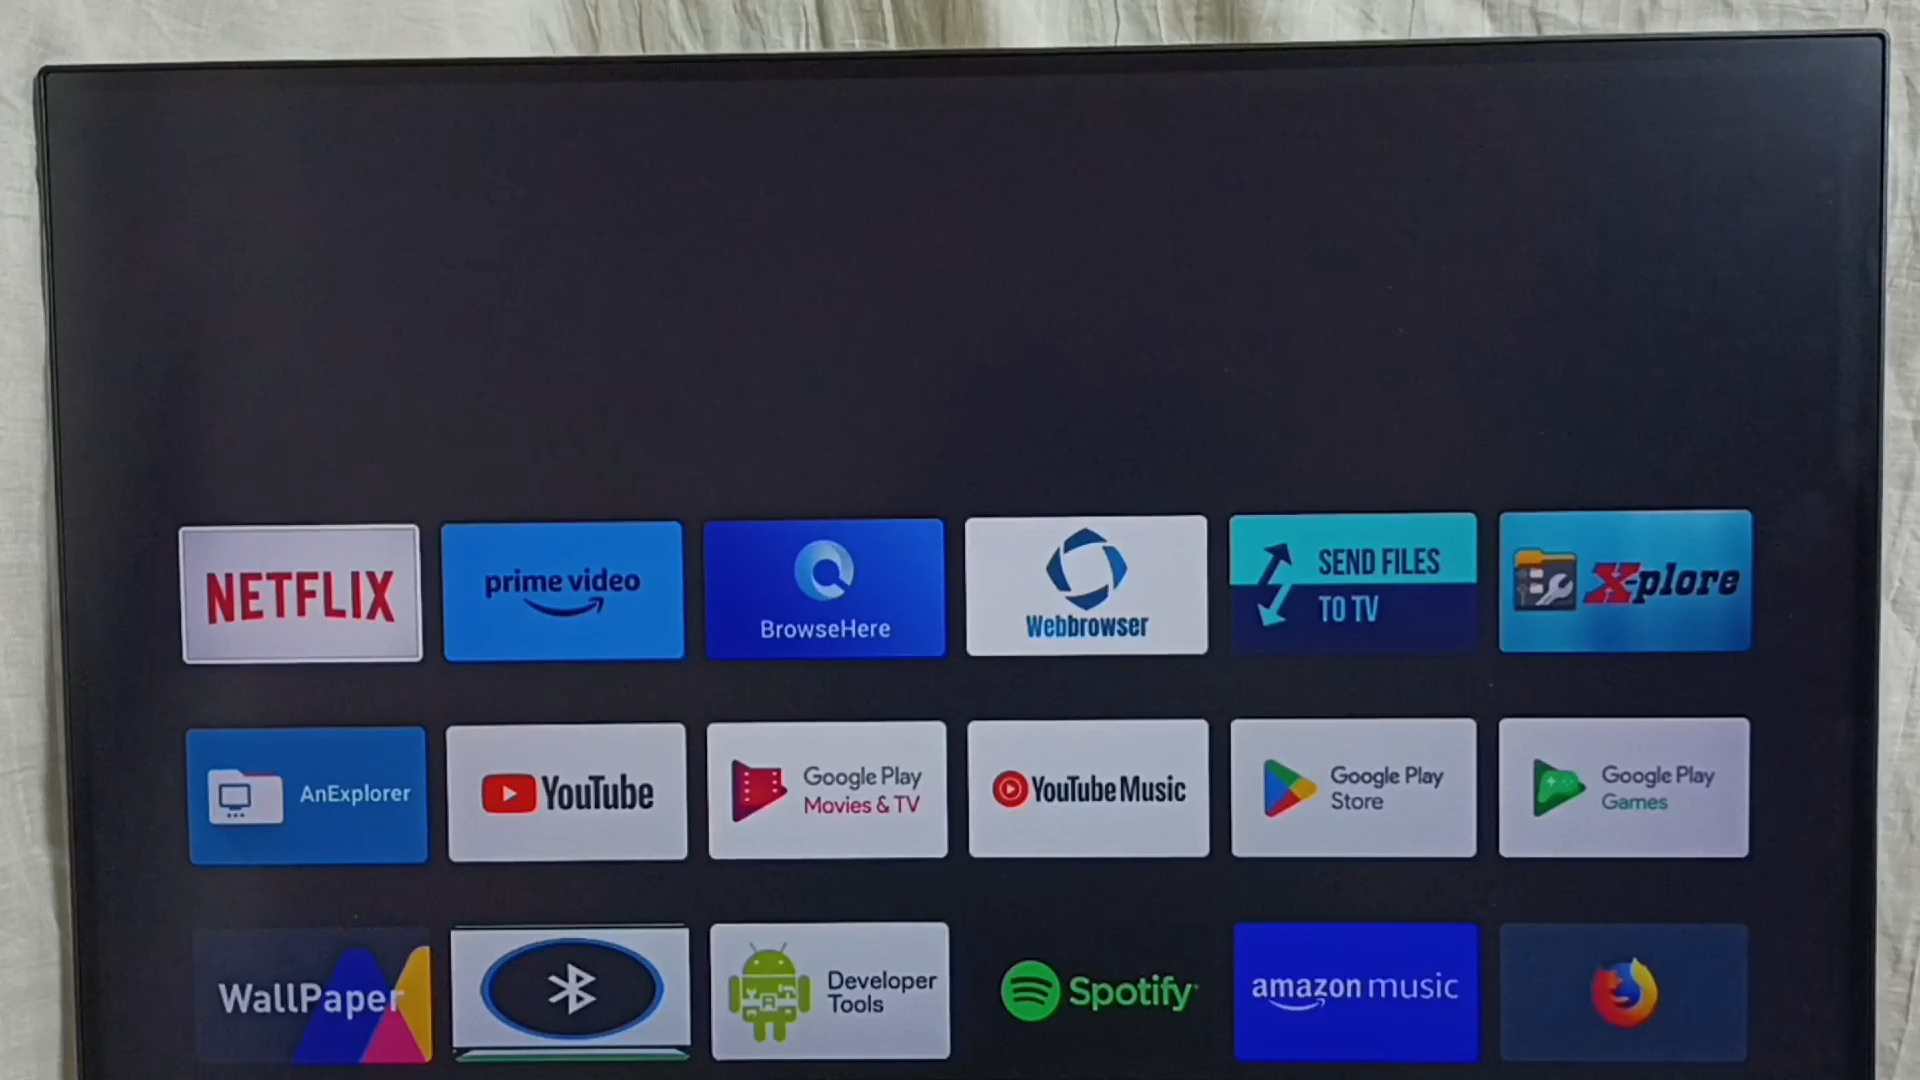 NETFLIX
prime video
BrowseHere
Webbrowser
SEND FILES
TO TV
X-plore
AnExplorer
YouTube
Google Play
Movies & TV
YouTube Music
Google Play
Store
Google Play
Games
WallPaper
Developer
Tools
Spotify
amazon music